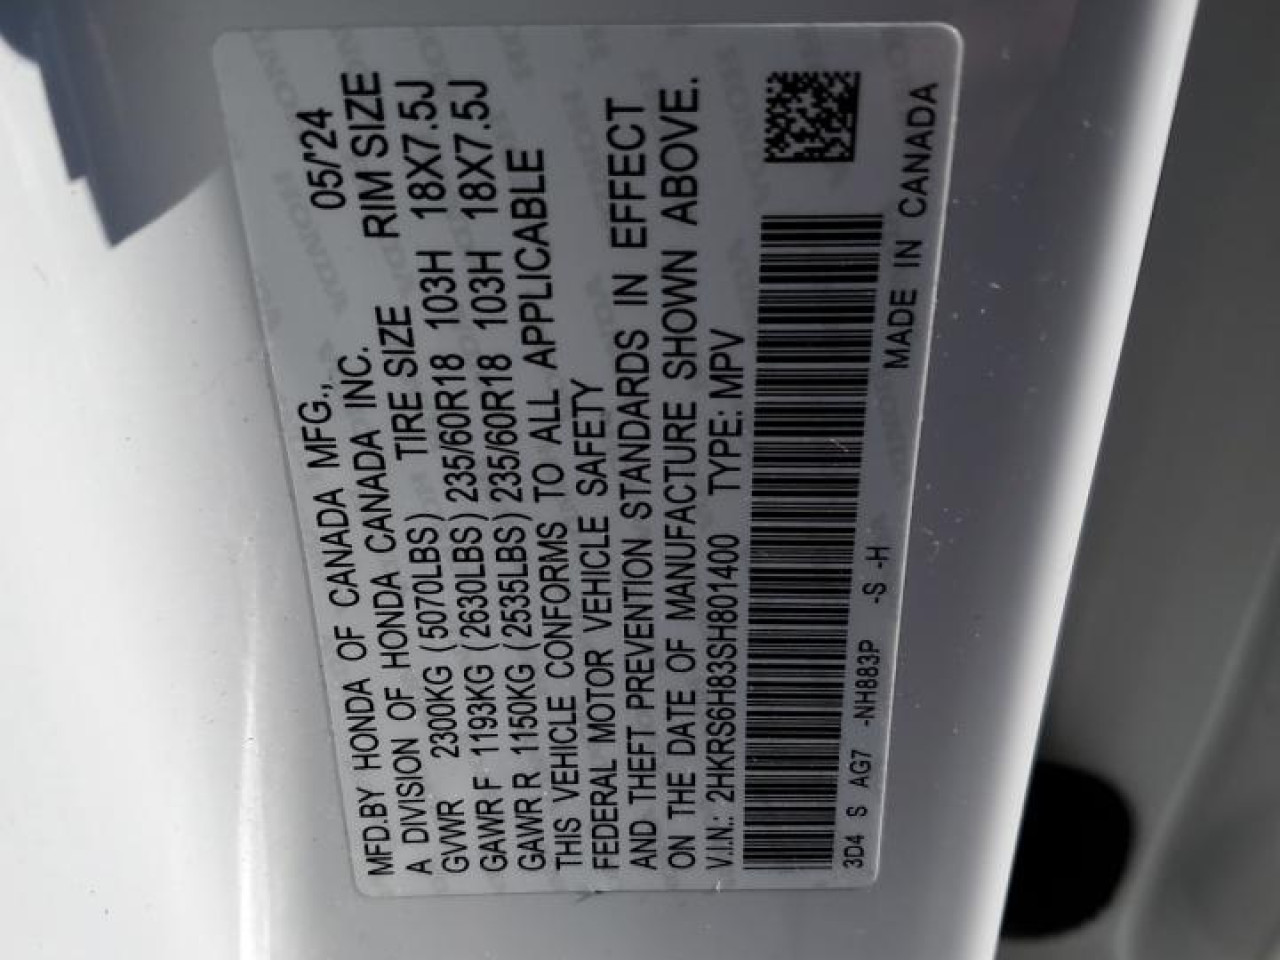 MFD.BY HONDA OF CANADA MFG., 05/'24
A DIVISION OF HONDA CANADA INC.
GVWR 2300KG (5070LBS) TIRE SIZE RIM SIZE
GAWR F 1193KG (2630LBS) 235/60R18 103H 18X7.5J
GAWR R 1150KG (2535LBS) 235/60R18 103H 18X7.5J
THIS VEHICLE CONFORMS TO ALL APPLICABLE
FEDERAL MOTOR VEHICLE SAFETY
AND THEFT PREVENTION STANDARDS IN EFFECT
ON THE DATE OF MANUFACTURE SHOWN ABOVE.
V.I.N.: 2HKRS6H83SH801400 TYPE: MPV
3D4 S AG7 -NH883P -S -H
MADE IN CANADA